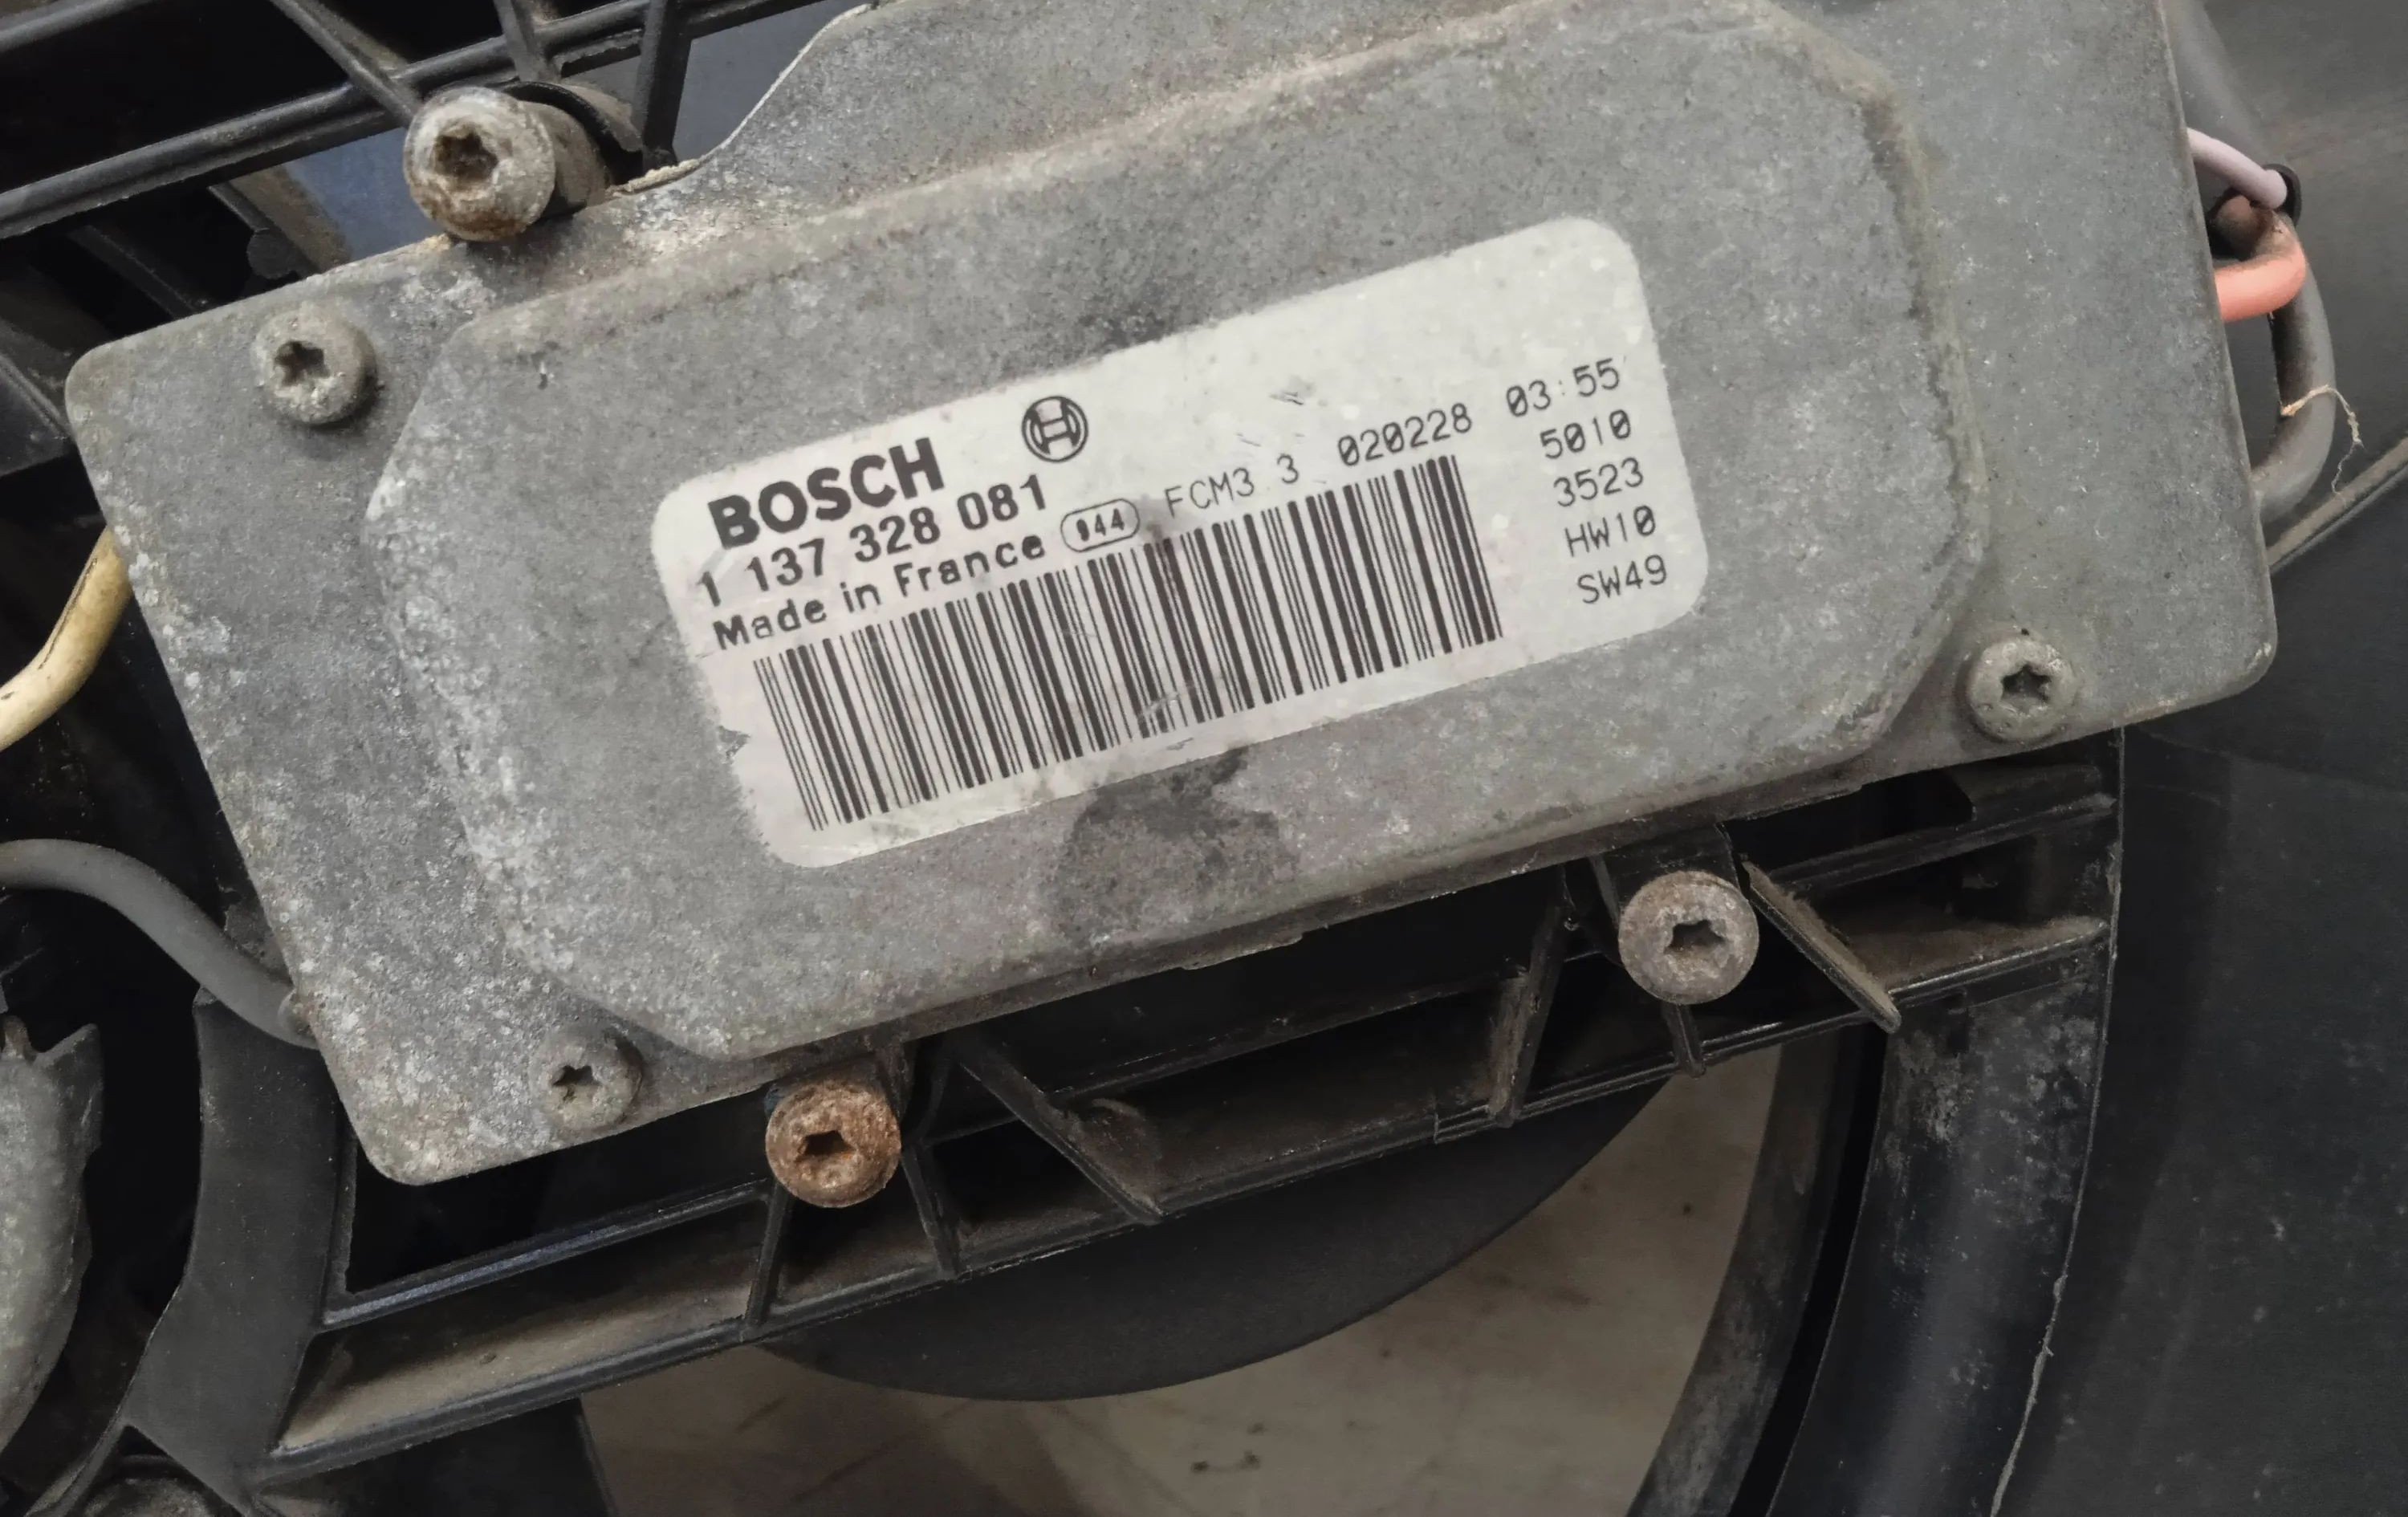 BOSCH
1 137 328 081
Made in France 944 FCM3 3 020228 03:55
5010
3523
HW10
SW49